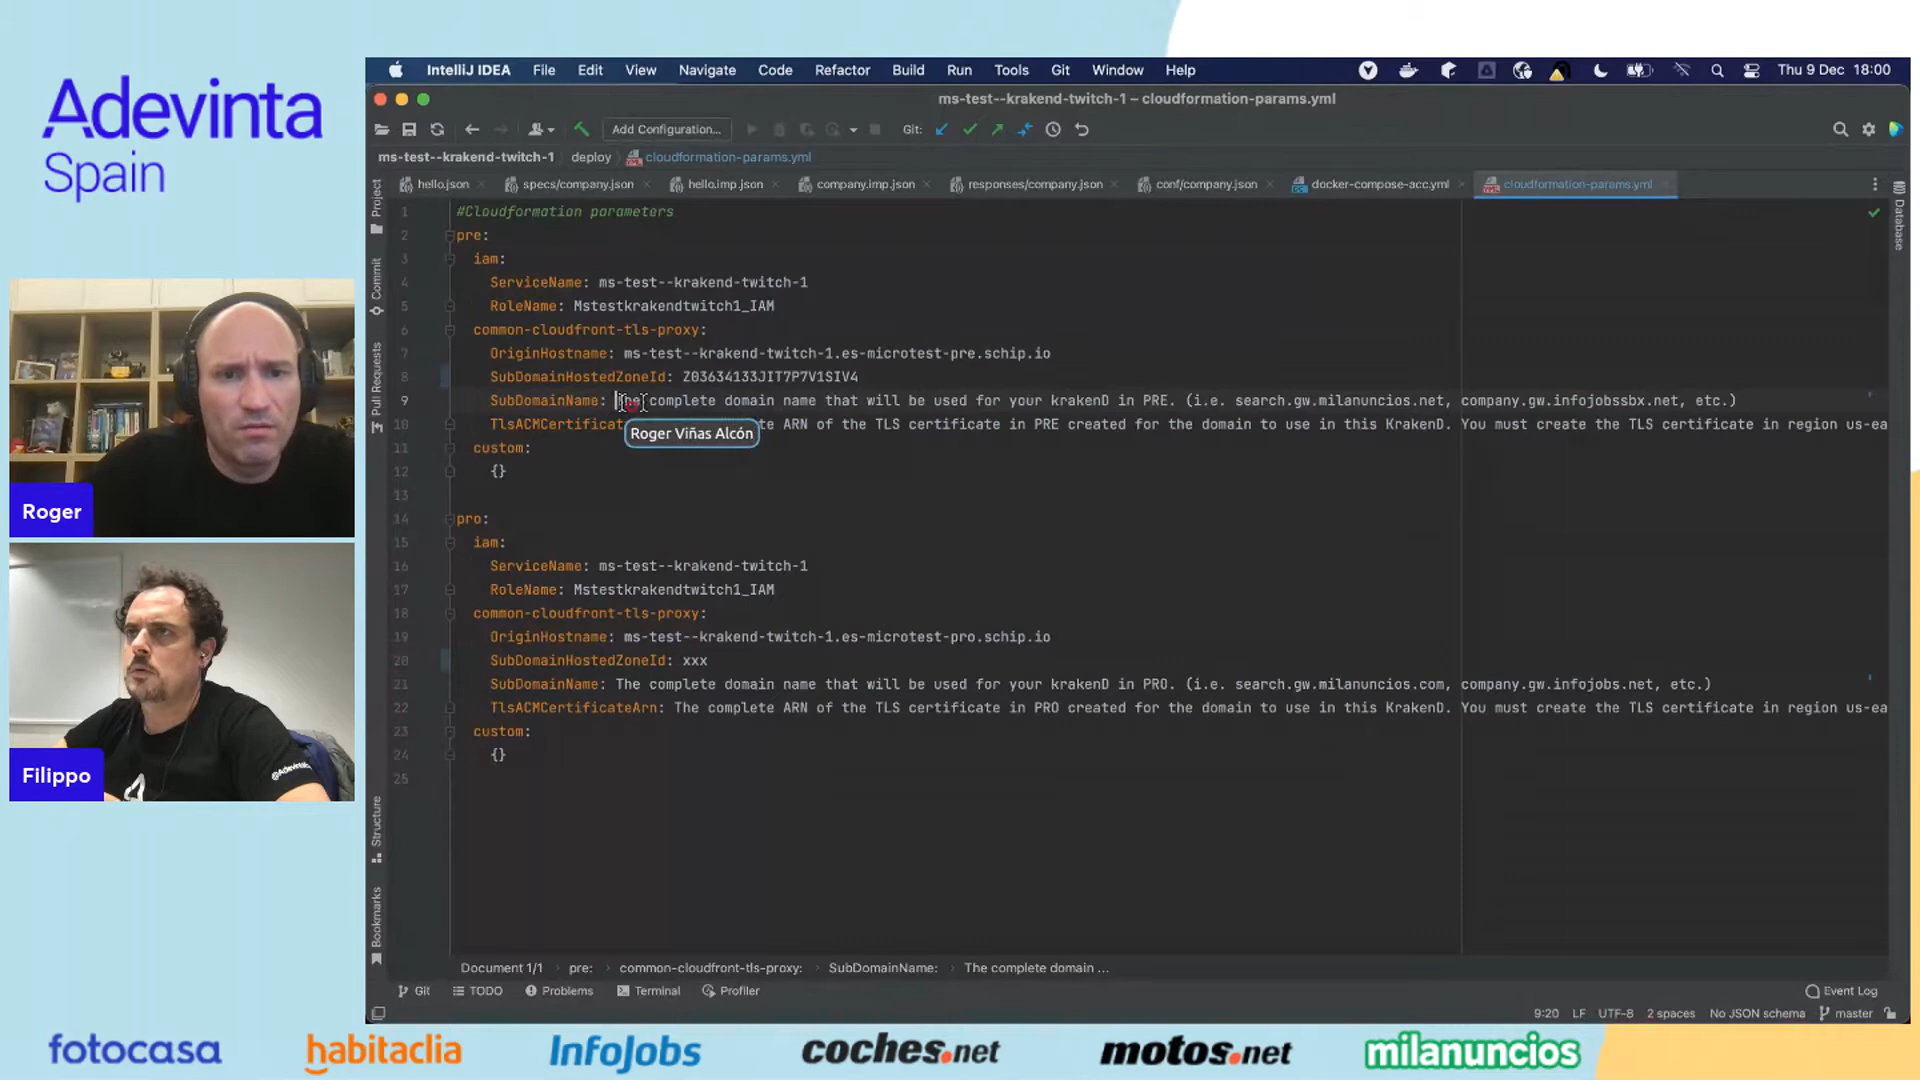 Adevinta
Spain
IntelliJ IDEA File Edit View Navigate Code Refactor Build Run Tools Git Window Help Thu 9 Dec 18:00
ms-test--krakend-twitch-1 – cloudformation-params.yml
Add Configuration... Git:
ms-test--krakend-twitch-1 deploy cloudformation-params.yml
hello.json specs/company.json hello.imp.json company.imp.json responses/company.json conf/company.json docker-compose-acc.yml cloudformation-params.yml
Project
Commit
Pull Requests
Structure
Bookmarks
Database
1 #Cloudformation parameters
2 pre:
3 iam:
4 ServiceName: ms-test--krakend-twitch-1
5 RoleName: Mstestkrakendtwitch1_IAM
6 common-cloudfront-tls-proxy:
7 OriginHostname: ms-test--krakend-twitch-1.es-microtest-pre.schip.io
8 SubDomainHostedZoneId: Z03634133JIT7P7V1SIV4
9 SubDomainName: The complete domain name that will be used for your krakenD in PRE. (i.e. search.gw.milanuncios.net, company.gw.infojobssbx.net, etc.)
10 TlsACMCertificat te ARN of the TLS certificate in PRE created for the domain to use in this KrakenD. You must create the TLS certificate in region us-ea
Roger Viñas Alcón
11 custom:
12 {}
13
14 pro:
15 iam:
16 ServiceName: ms-test--krakend-twitch-1
17 RoleName: Mstestkrakendtwitch1_IAM
18 common-cloudfront-tls-proxy:
19 OriginHostname: ms-test--krakend-twitch-1.es-microtest-pro.schip.io
20 SubDomainHostedZoneId: xxx
21 SubDomainName: The complete domain name that will be used for your krakenD in PRO. (i.e. search.gw.milanuncios.com, company.gw.infojobs.net, etc.)
22 TlsACMCertificateArn: The complete ARN of the TLS certificate in PRO created for the domain to use in this KrakenD. You must create the TLS certificate in region us-ea
23 custom:
24 {}
25
Document 1/1 pre: common-cloudfront-tls-proxy: SubDomainName: The complete domain ...
Git TODO Problems Terminal Profiler Event Log
9:20 LF UTF-8 2 spaces No JSON schema master
Roger
@Adevinta
Filippo
fotocasa habitaclia InfoJobs coches.net motos.net milanuncios